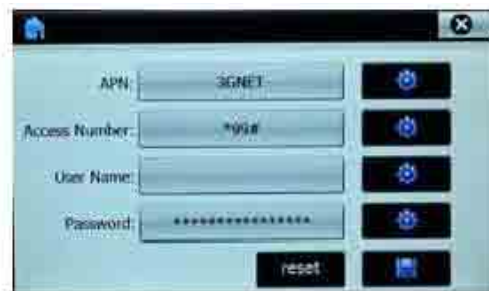 APN: 3GNET
Access Number: *99#
User Name:
Password: ****************
reset